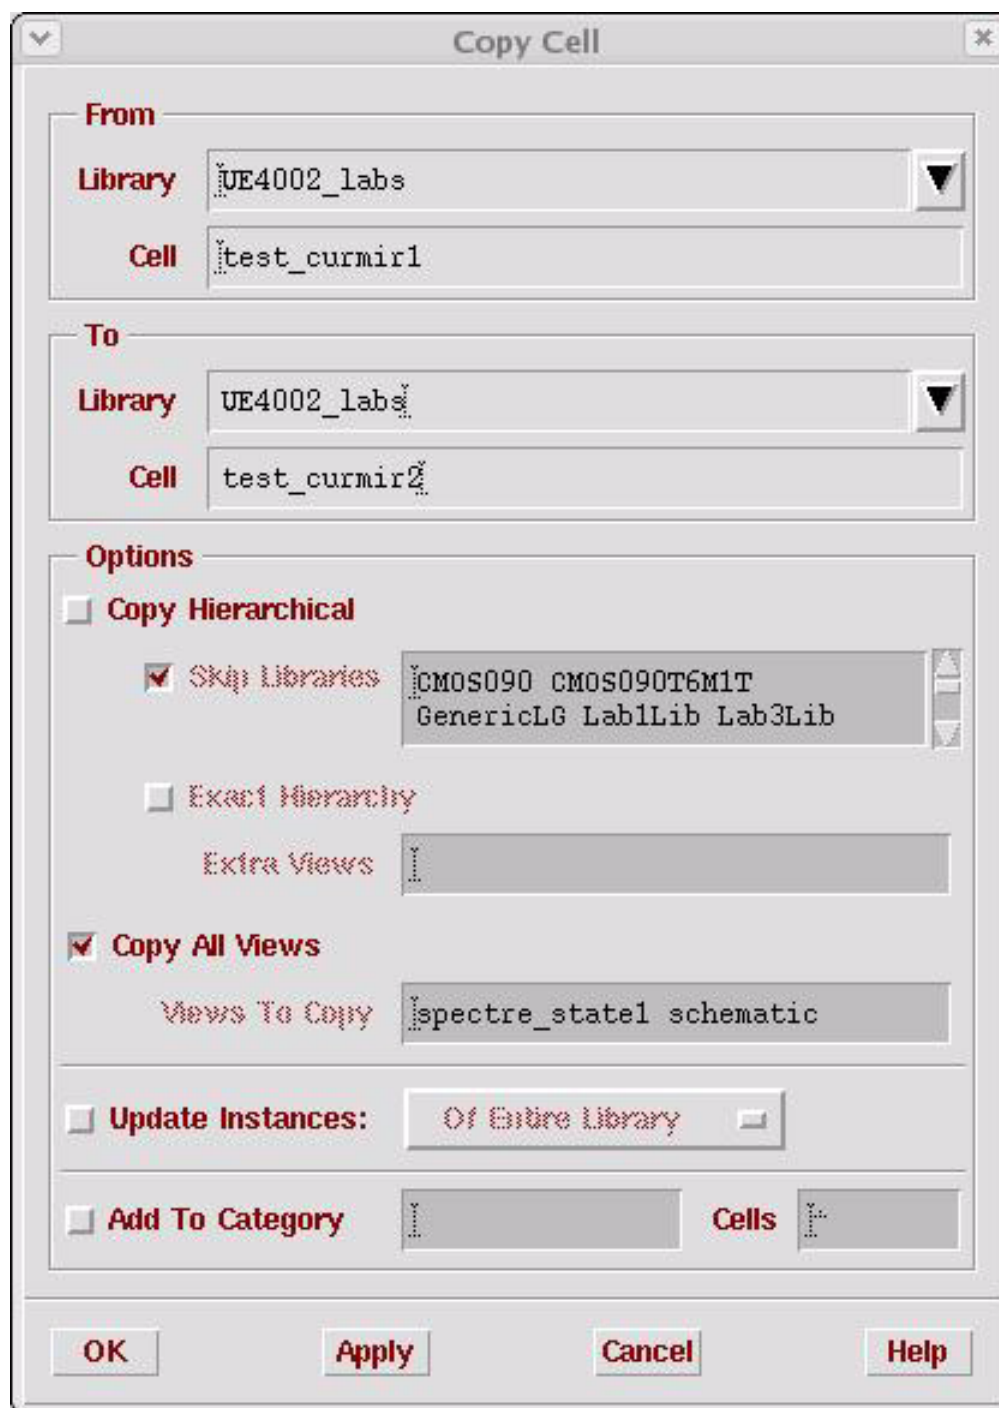 Copy Cell
From
Library UE4002_labs
Cell test_curmir1
To
Library UE4002_labs
Cell test_curmir2
Options
Copy Hierarchical
Skip Libraries CMOS090 CMOS090T6M1T
GenericLG Lab1Lib Lab3Lib
Exact Hierarchy
Extra Views
Copy All Views
Views To Copy spectre_state1 schematic
Update Instances: Of Entire Library
Add To Category Cells
OK Apply Cancel Help